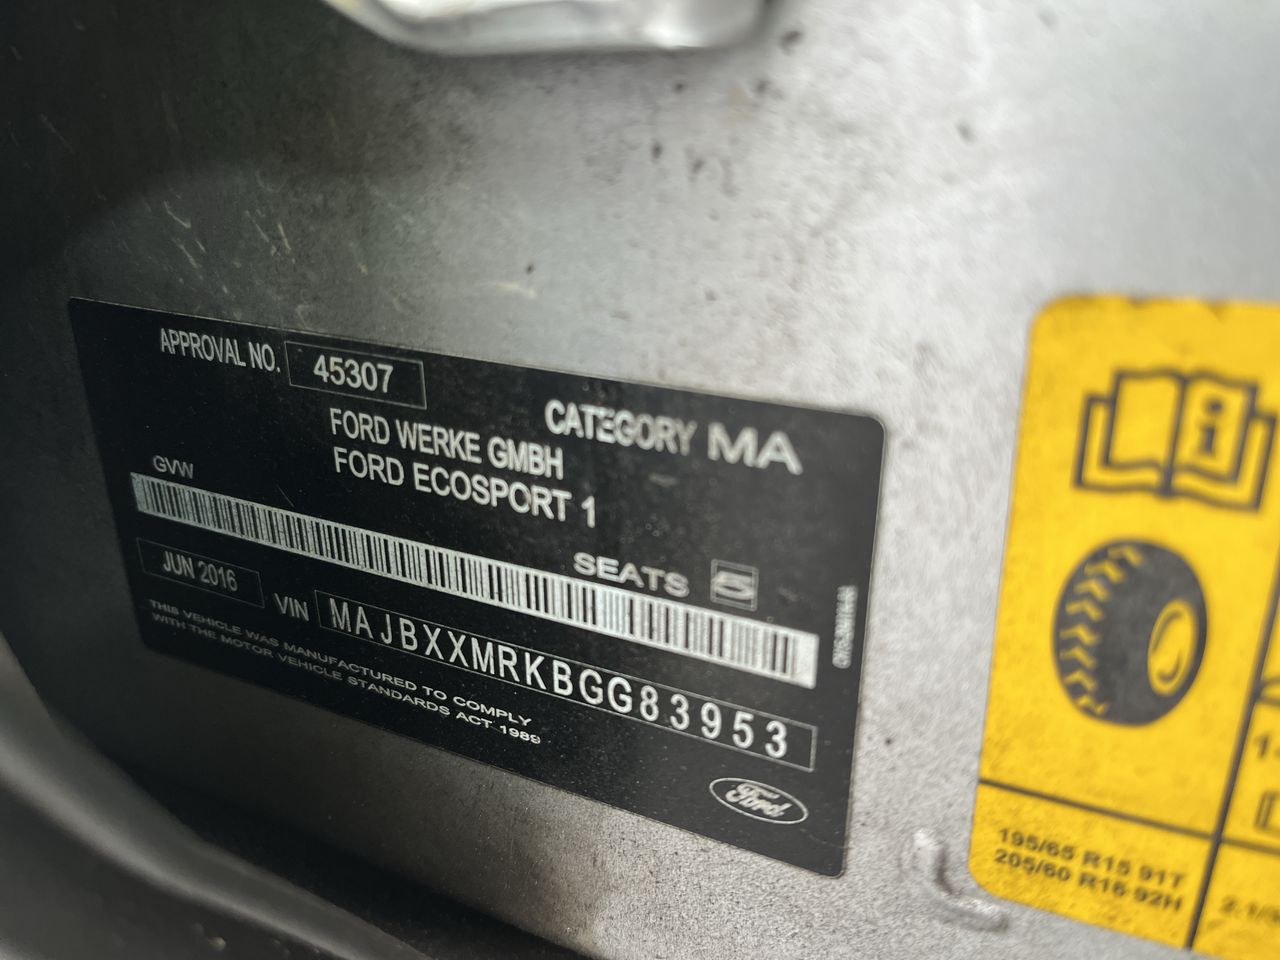 APPROVAL NO. 45307
CATEGORY MA
FORD WERKE GMBH
FORD ECOSPORT 1
GVW
SEATS 5
JUN 2016
VIN MAJBXXMRKBGG83953
THIS VEHICLE WAS MANUFACTURED TO COMPLY
WITH THE MOTOR VEHICLE STANDARDS ACT 1989
Ford
i
195/65 R15 91T
205/60 R16 92H